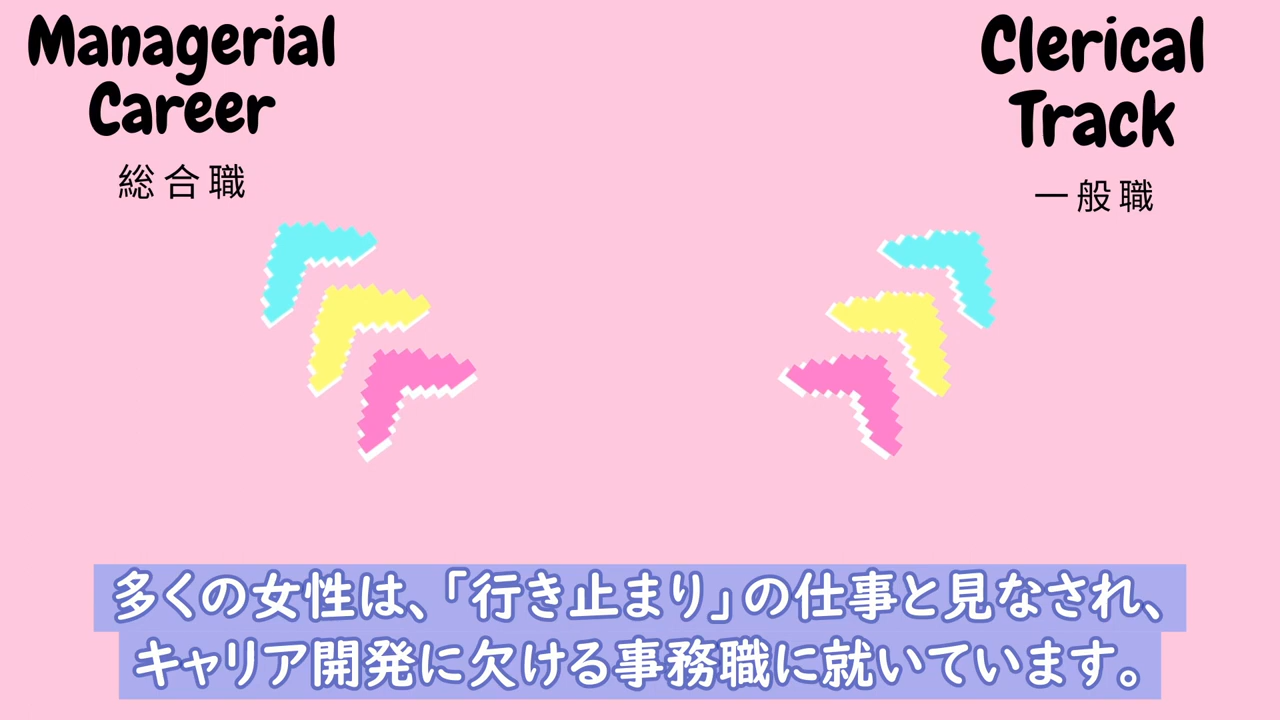 Managerial
Career
総合職
Clerical
Track
一般職
多くの女性は、「行き止まり」の仕事と見なされ、
キャリア開発に欠ける事務職に就いています。